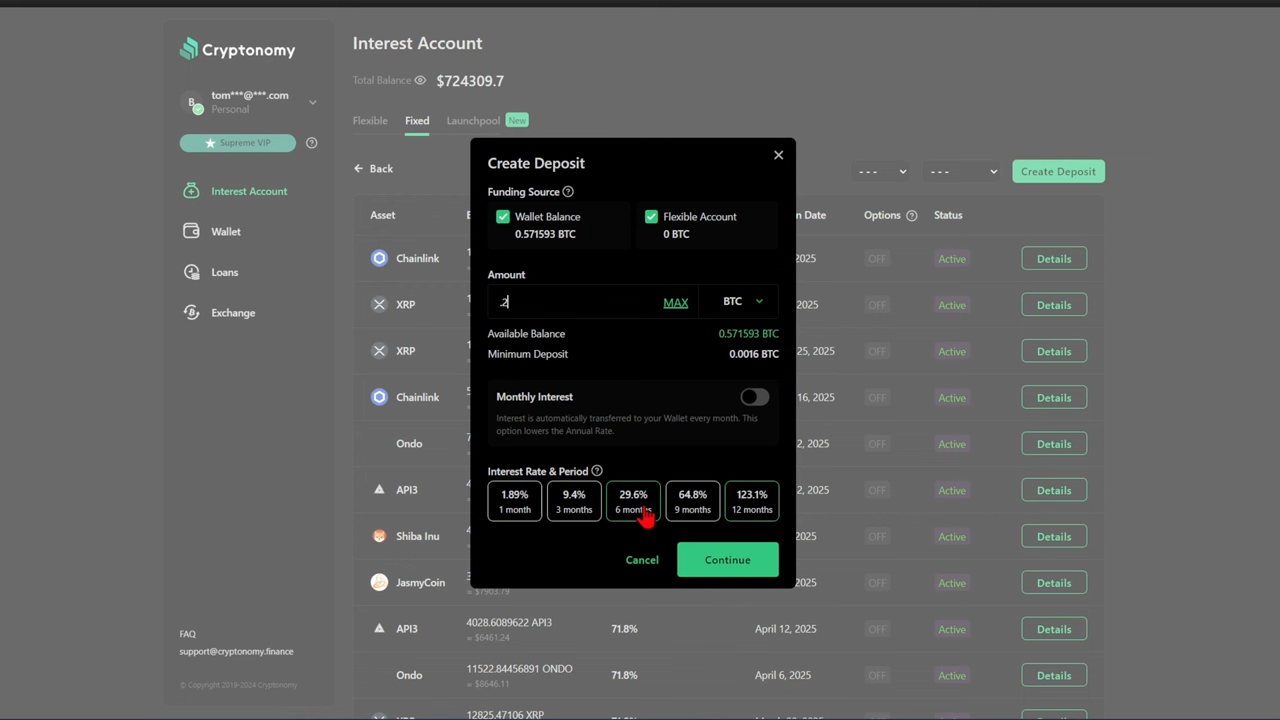 Cryptonomy
tom***@***.com
Personal
Supreme VIP
Interest Account
Wallet
Loans
Exchange
FAQ
support@cryptonomy.finance
© Copyright 2018-2024 Cryptonomy
Interest Account
Total Balance $724309.7
Flexible Fixed Launchpool New
Back
--- --- Create Deposit
Asset Date Options Status
Chainlink 2025 OFF Active Details
XRP 2025 OFF Active Details
XRP 25, 2025 OFF Active Details
Chainlink 16, 2025 OFF Active Details
Ondo 2, 2025 OFF Active Details
API3 2, 2025 OFF Active Details
Shiba Inu 2025 OFF Active Details
JasmyCoin 2025 OFF Active Details
≈ $7903.79
API3 4028.6089622 API3 71.8% April 12, 2025 OFF Active Details
≈ $6461.24
Ondo 11522.84456891 ONDO 71.8% April 6, 2025 OFF Active Details
≈ $8646.11
12825.47106 XRP
Create Deposit
Funding Source
Wallet Balance
0.571593 BTC
Flexible Account
0 BTC
Amount
.2 MAX BTC
Available Balance 0.571593 BTC
Minimum Deposit 0.0016 BTC
Monthly Interest
Interest is automatically transferred to your Wallet every month. This
option lowers the Annual Rate.
Interest Rate & Period
1.89% 9.4% 29.6% 64.8% 123.1%
1 month 3 months 6 months 9 months 12 months
Cancel Continue